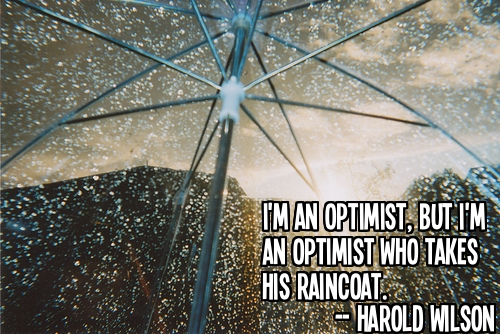 I'M AN OPTIMIST, BUT I'M
AN OPTIMIST WHO TAKES
HIS RAINCOAT.
-- HAROLD WILSON